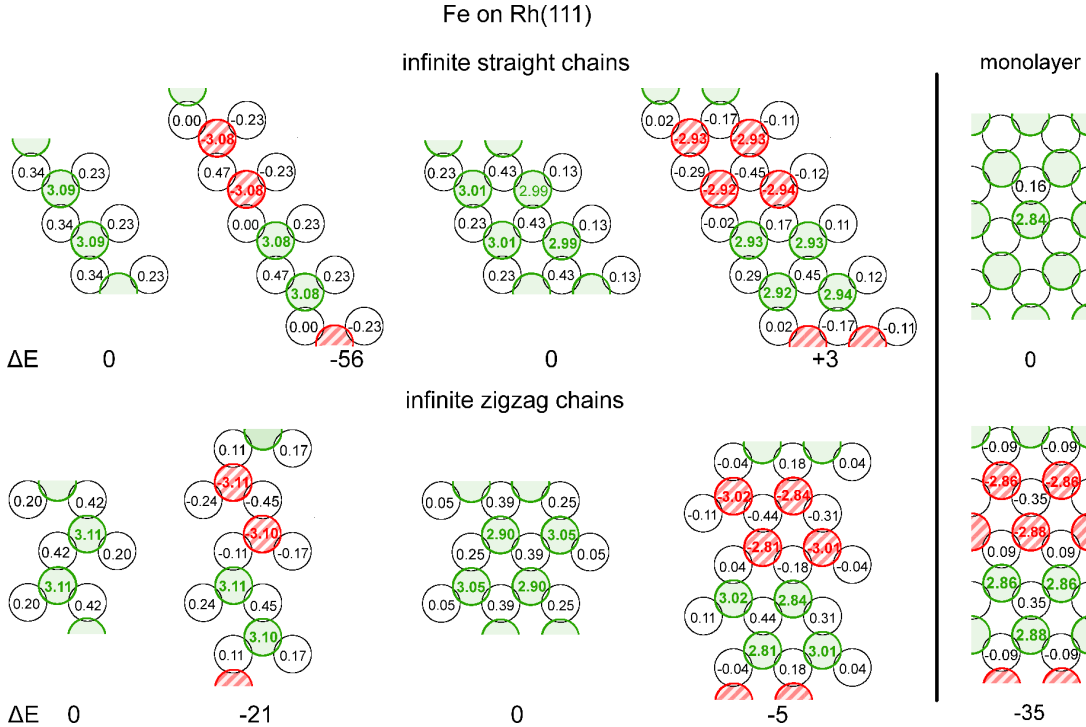 Fe on Rh(111)
infinite straight chains
0.34 0.23
3.09
0.34 0.23
3.09
0.34 0.23
0.00 -0.23
-3.08
0.47 -0.23
-3.08
0.00 0.23
3.08
0.47 0.23
3.08
0.00 -0.23
0.23 0.43 0.13
3.01 2.99
0.23 0.43 0.13
3.01 2.99
0.23 0.43 0.13
0.02 -0.17 -0.11
-2.93 -2.93
-0.29 -0.45 -0.12
-2.92 -2.94
-0.02 0.17 0.11
2.93 2.93
0.29 0.45 0.12
2.92 2.94
0.02 -0.17 -0.11
ΔE 0 -56 0 +3
monolayer
0.16
2.84
0
infinite zigzag chains
0.20 0.42
3.11
0.42 0.20
3.11
0.20 0.42
0.11 0.17
-3.11
-0.24 -0.45
-3.10
-0.11 -0.17
3.11
0.24 0.45
3.10
0.11 0.17
0.05 0.39 0.25
2.90 3.05
0.25 0.39 0.05
3.05 2.90
0.05 0.39 0.25
-0.04 0.18 0.04
-3.02 -2.84
-0.11 -0.44 -0.31
-2.81 -3.01
0.04 -0.18 -0.04
3.02 2.84
0.11 0.44 0.31
2.81 3.01
-0.04 0.18 0.04
ΔE 0 -21 0 -5
-0.09 -0.09
-2.86 -2.86
-0.35
-2.88
0.09 0.09
2.86 2.86
0.35
2.88
-0.09 -0.09
-35